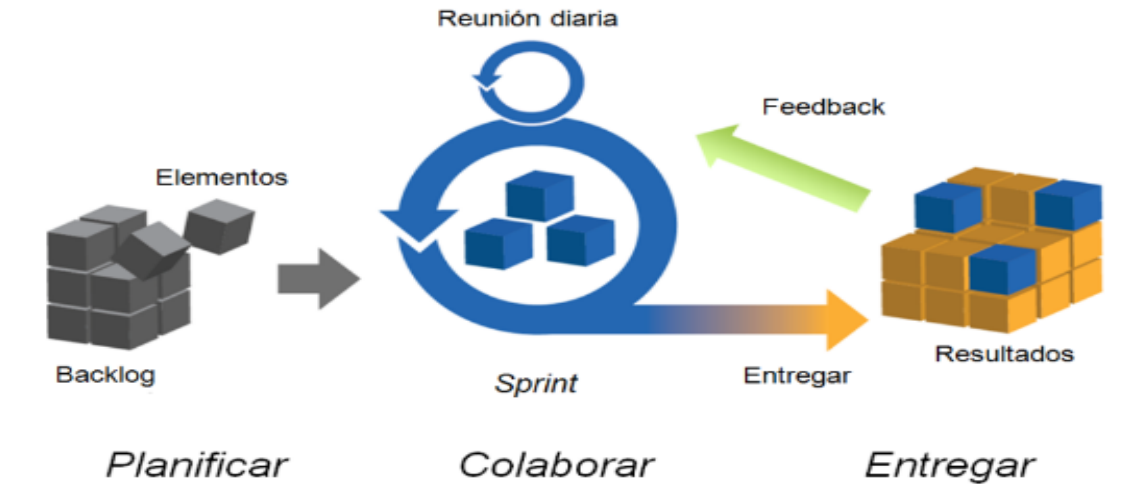 Reunión diaria
Feedback
Elementos
Backlog
Sprint
Entregar
Resultados
Planificar
Colaborar
Entregar